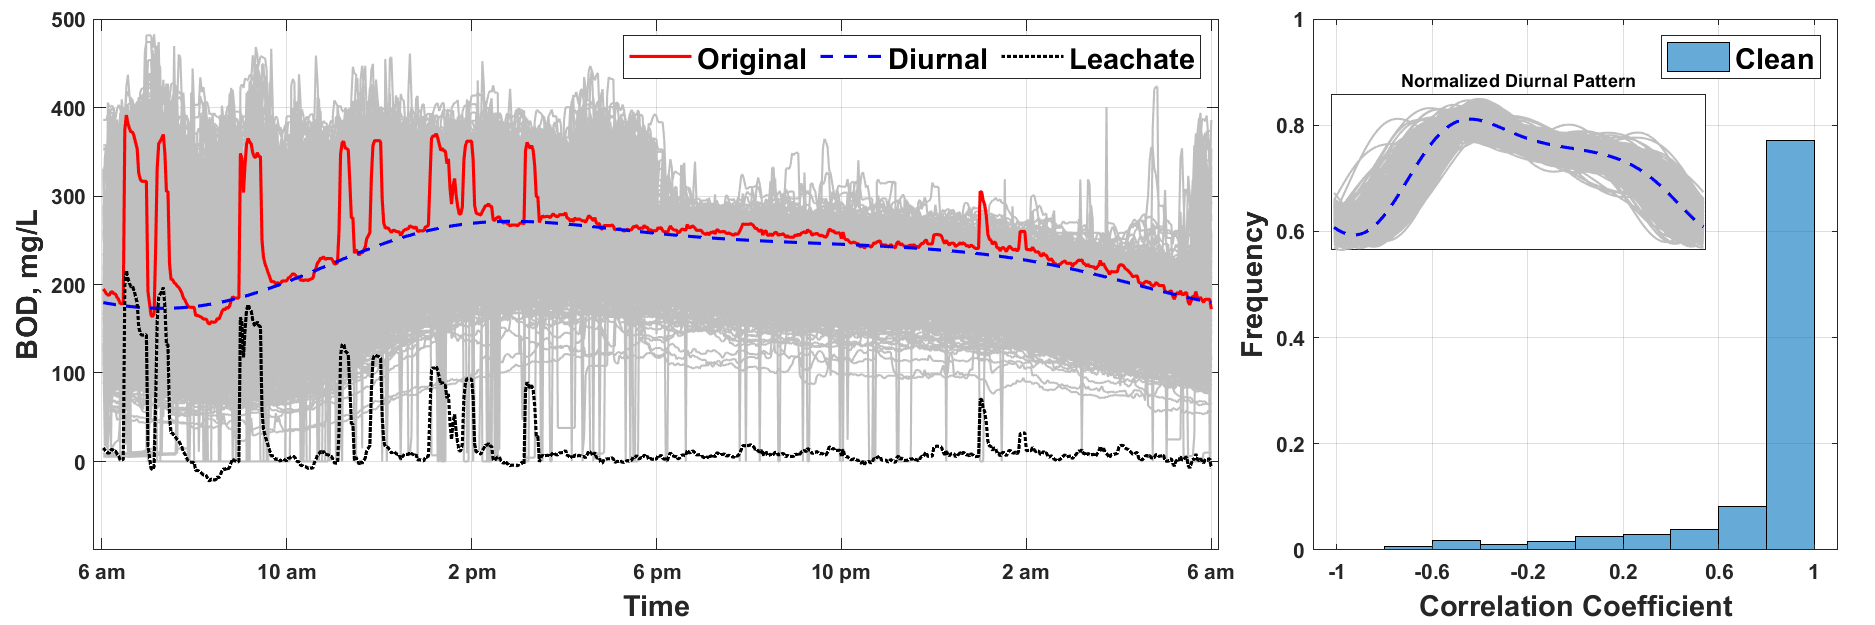 500
400
300
200
100
0
BOD, mg/L
Original
Diurnal
Leachate
6 am
10 am
2 pm
6 pm
10 pm
2 am
6 am
Time
1
0.8
0.6
0.4
0.2
0
Frequency
Clean
Normalized Diurnal Pattern
-1
-0.6
-0.2
0.2
0.6
1
Correlation Coefficient